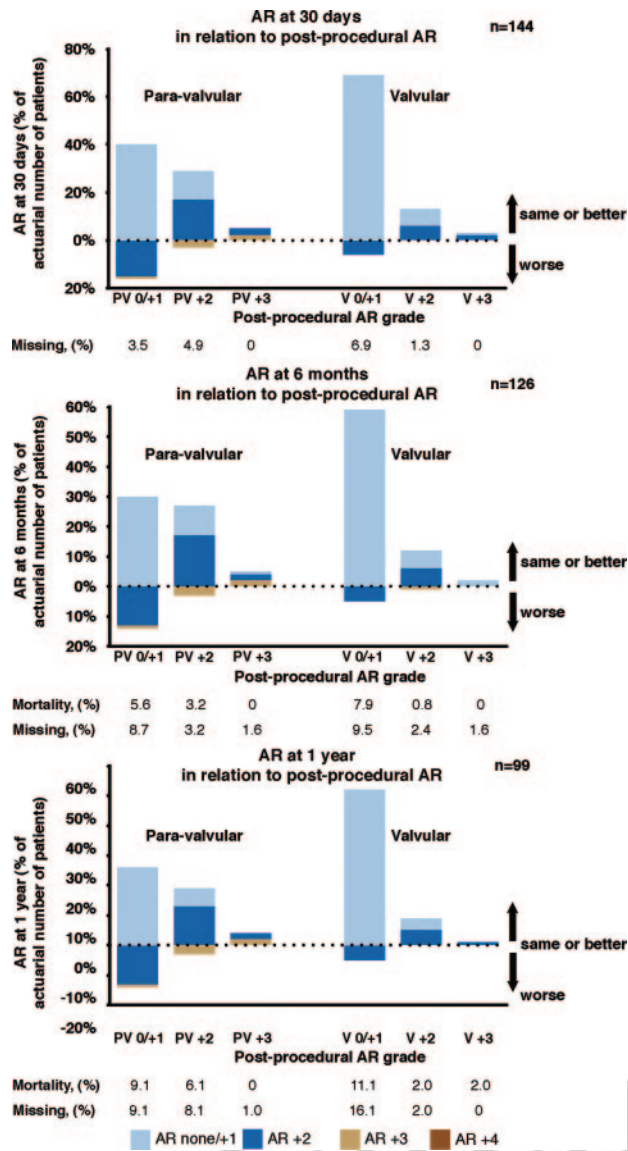 AR at 30 days
in relation to post-procedural AR
n=144
AR at 30 days (% of
actuarial number of patients)
80%
60%
40%
20%
0%
20%
Para-valvular
Valvular
same or better
worse
PV 0/+1 PV +2 PV +3 V 0/+1 V +2 V +3
Post-procedural AR grade
Missing, (%) 3.5 4.9 0 6.9 1.3 0
AR at 6 months
in relation to post-procedural AR
n=126
AR at 6 months (% of
actuarial number of patients)
60%
50%
40%
30%
20%
10%
0%
10%
20%
Para-valvular
Valvular
same or better
worse
PV 0/+1 PV +2 PV +3 V 0/+1 V +2 V +3
Post-procedural AR grade
Mortality, (%) 5.6 3.2 0 7.9 0.8 0
Missing, (%) 8.7 3.2 1.6 9.5 2.4 1.6
AR at 1 year
in relation to post-procedural AR
n=99
AR at 1 year (% of
actuarial number of patients)
60%
50%
40%
30%
20%
10%
0%
-10%
-20%
Para-valvular
Valvular
same or better
worse
PV 0/+1 PV +2 PV +3 V 0/+1 V +2 V +3
Post-procedural AR grade
Mortality, (%) 9.1 6.1 0 11.1 2.0 2.0
Missing, (%) 9.1 8.1 1.0 16.1 2.0 0
AR none/+1 AR +2 AR +3 AR +4